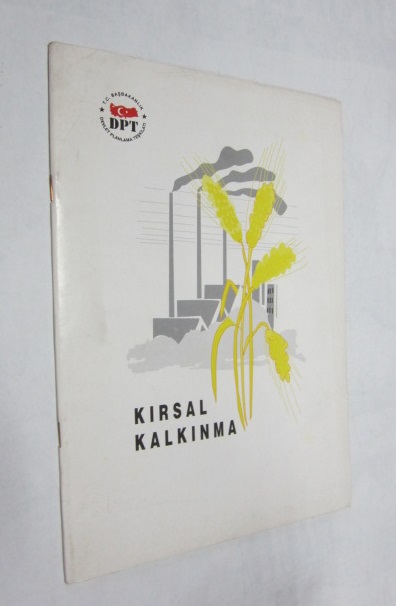 T.C. BAŞBAKANLIK
DPT
DEVLET PLANLAMA TEŞKİLATI
KIRSAL
KALKINMA